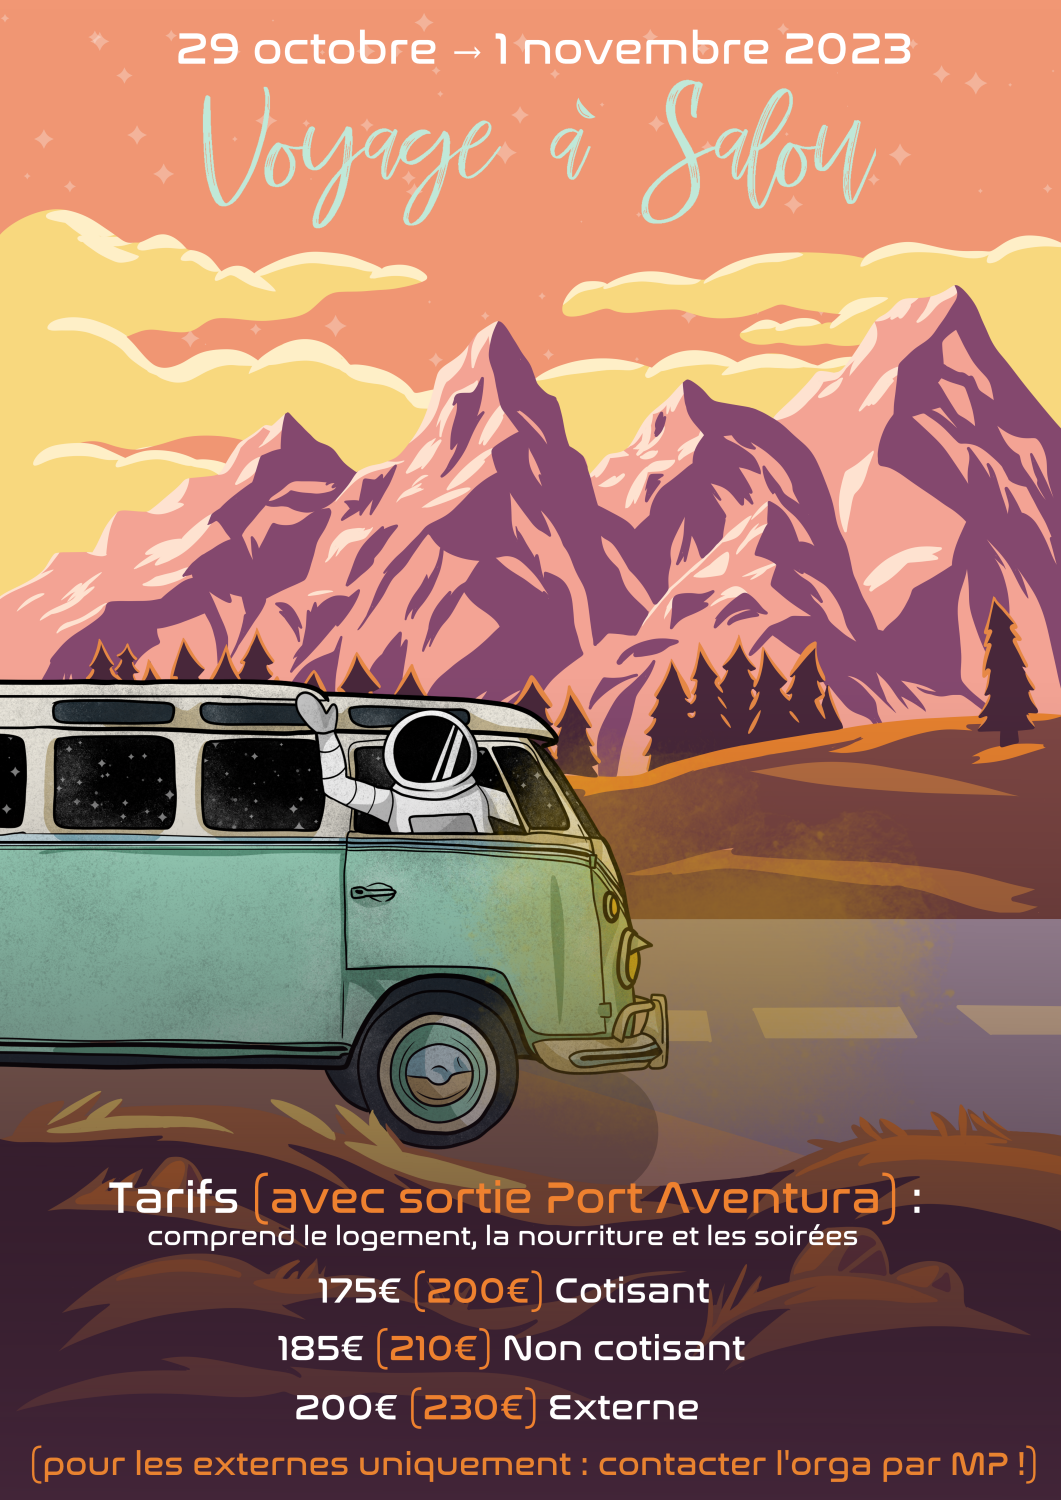 29 octobre → 1 novembre 2023
Voyage à Salou
Tarifs (avec sortie Port Aventura) :
comprend le logement, la nourriture et les soirées
175€ (200€) Cotisant
185€ (210€) Non cotisant
200€ (230€) Externe
(pour les externes uniquement : contacter l'orga par MP !)